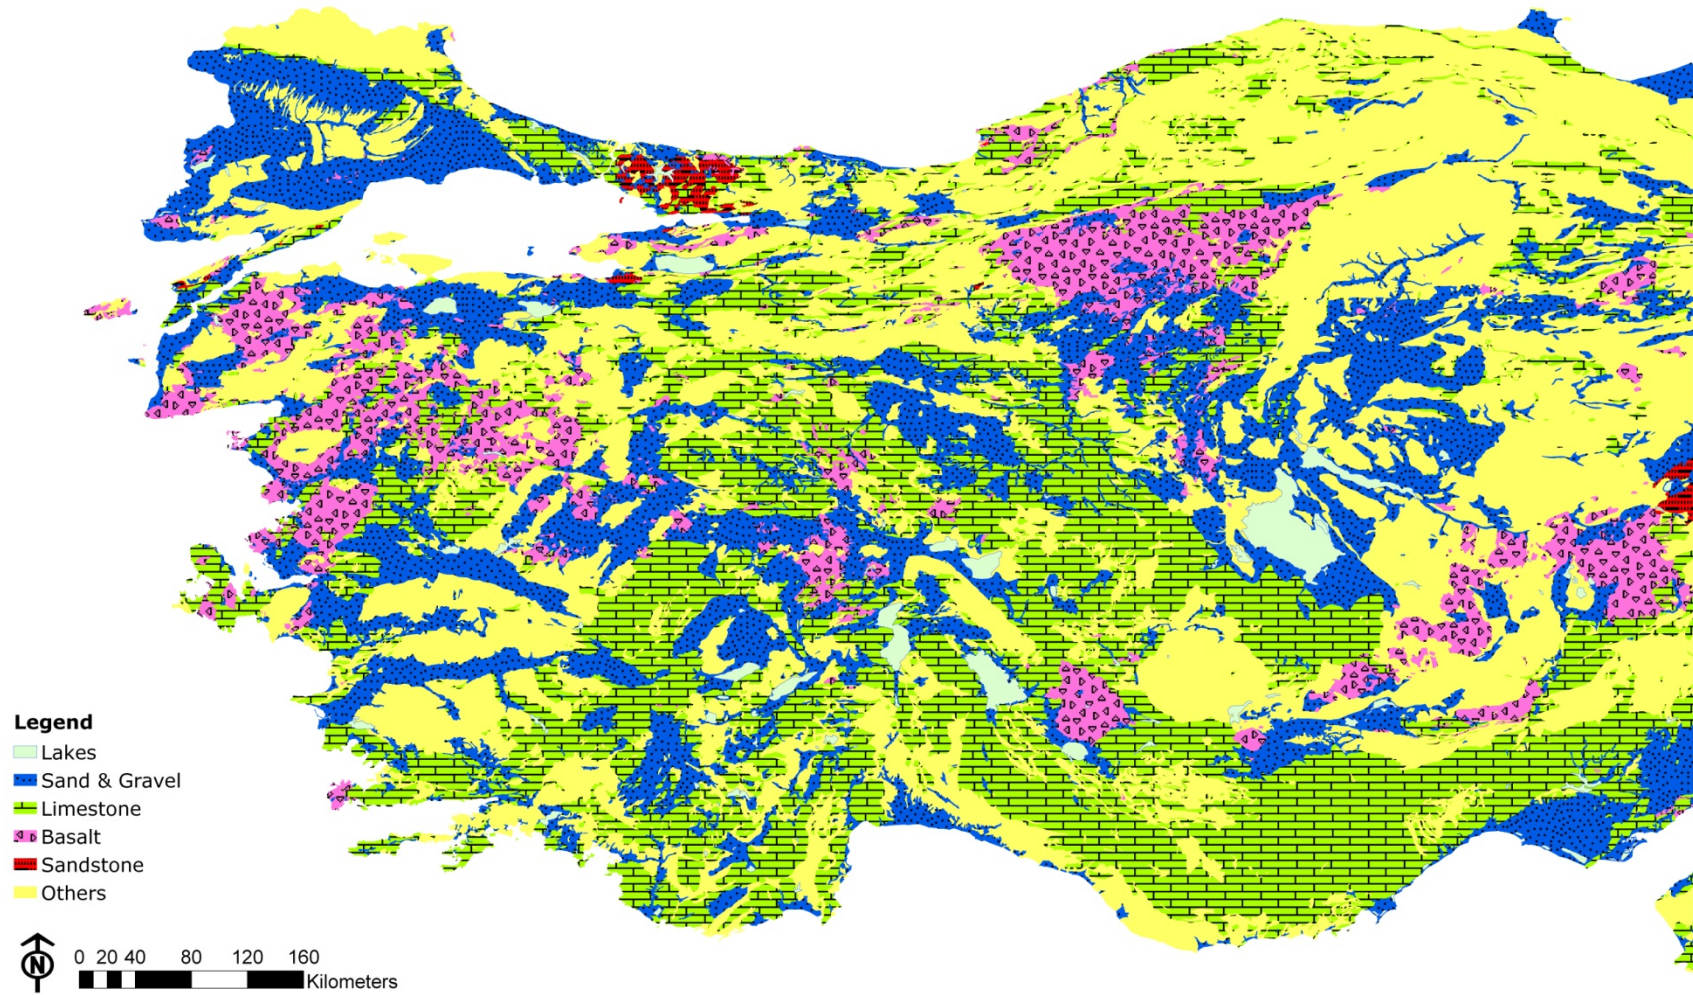 Legend
Lakes
Sand & Gravel
Limestone
Basalt
Sandstone
Others
N
0 20 40 80 120 160
Kilometers